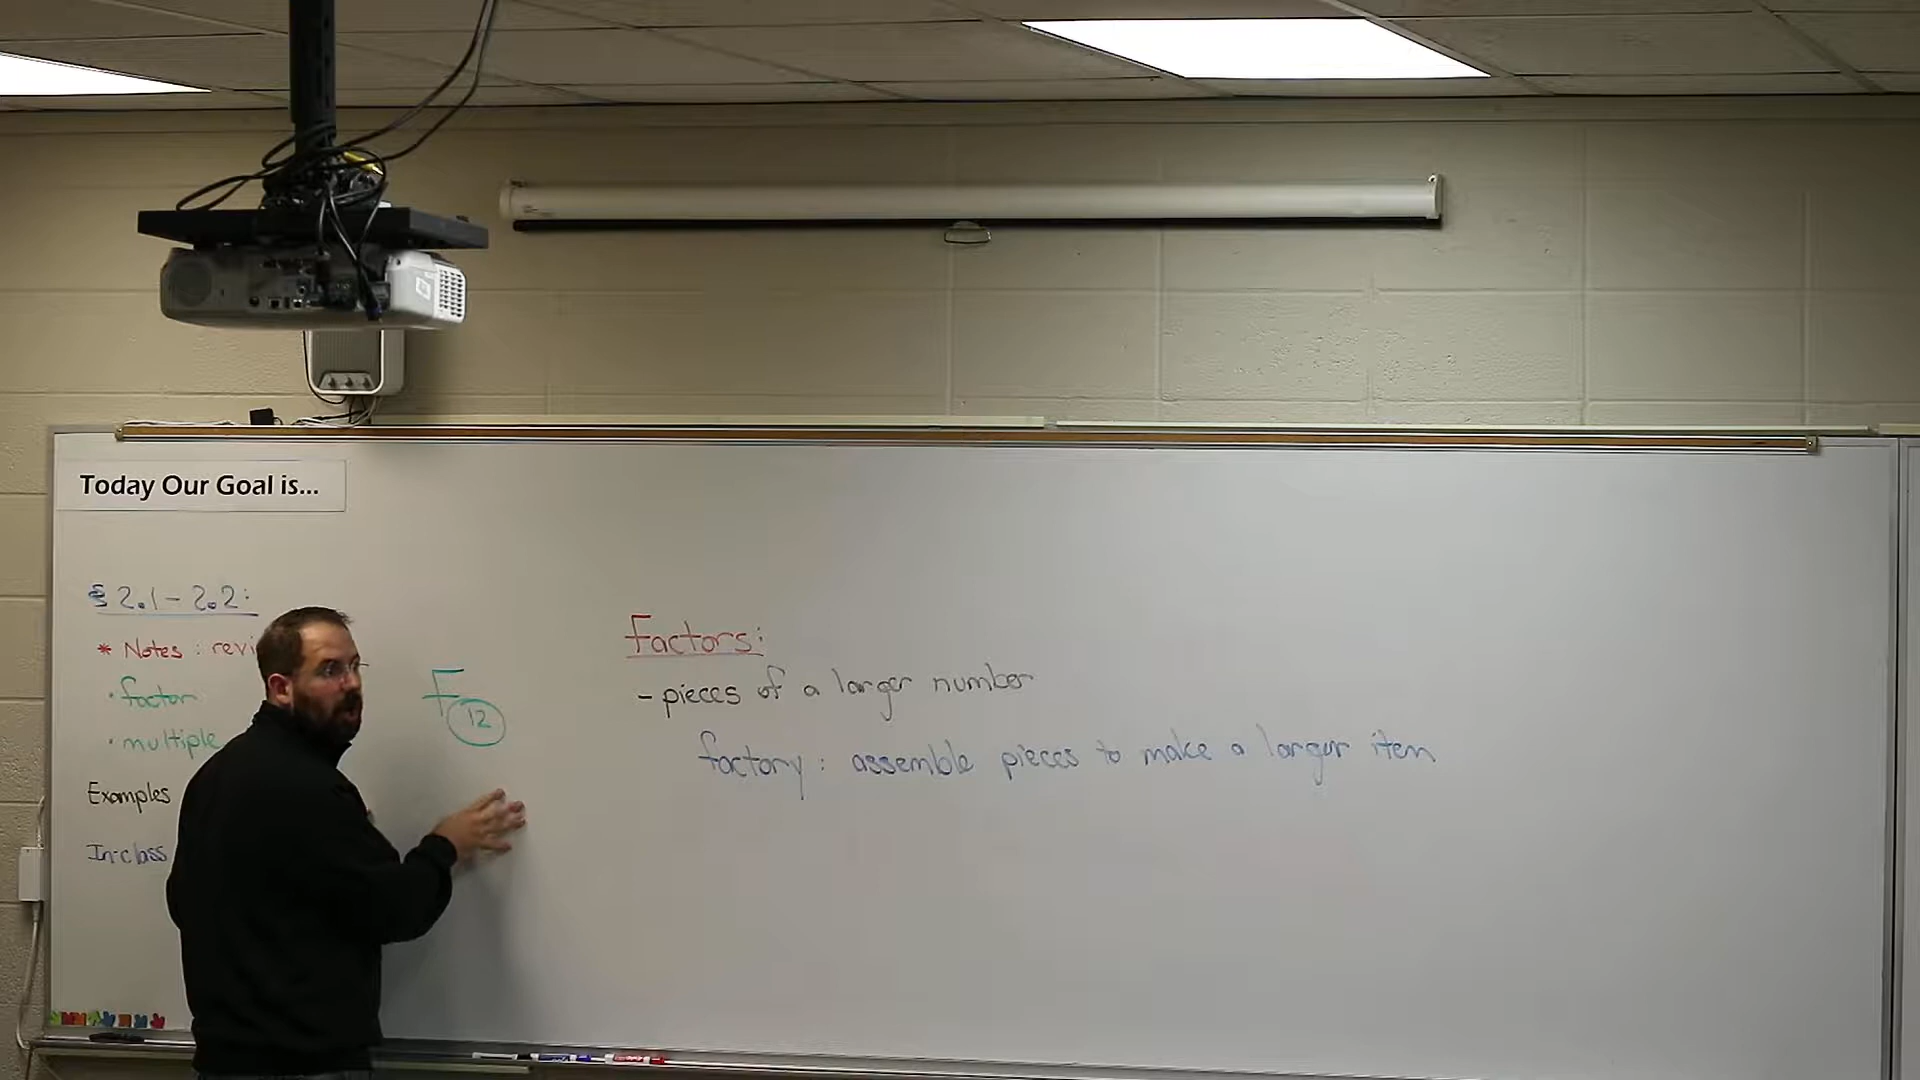 Today Our Goal is...
§ 2.1 - 2.2:
* Notes : revi
· factor
· multiple
Examples
In-class
F 12
Factors:
- pieces of a larger number
factory : assemble pieces to make a larger item